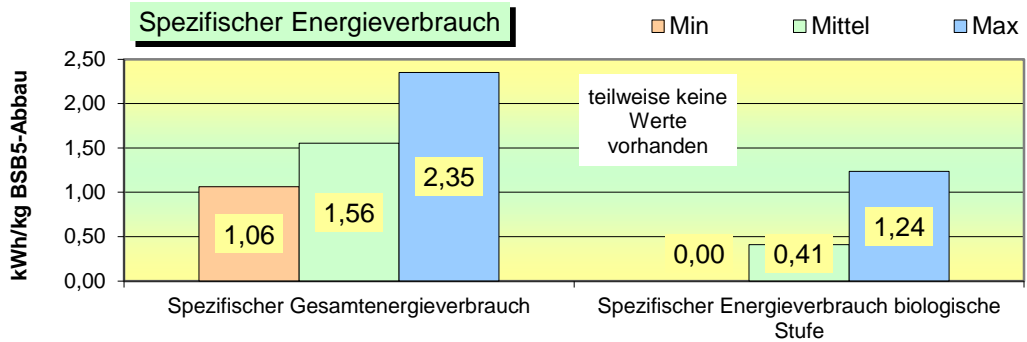 Spezifischer Energieverbrauch
Min
Mittel
Max
kWh/kg BSB5-Abbau
2,50
2,00
1,50
1,00
0,50
0,00
teilweise keine
Werte
vorhanden
1,06
1,56
2,35
0,00
0,41
1,24
Spezifischer Gesamtenergieverbrauch
Spezifischer Energieverbrauch biologische
Stufe